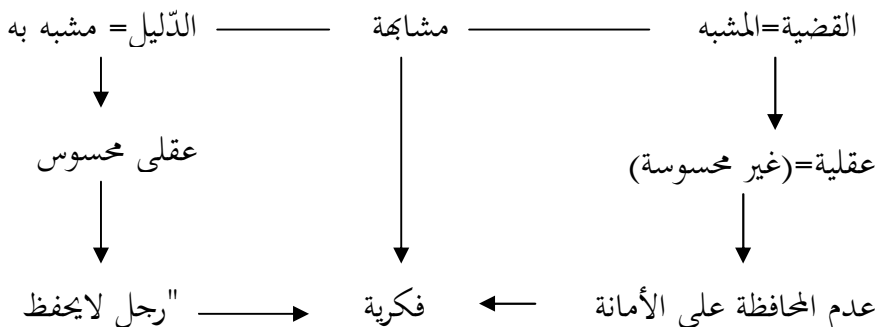 القضية=المشبه مشابهة الدّليل= مشبه به
عقلية=(غير محسوسة) عقلى محسوس
عدم المحافظة على الأمانة فكرية "رجل لايحفظ